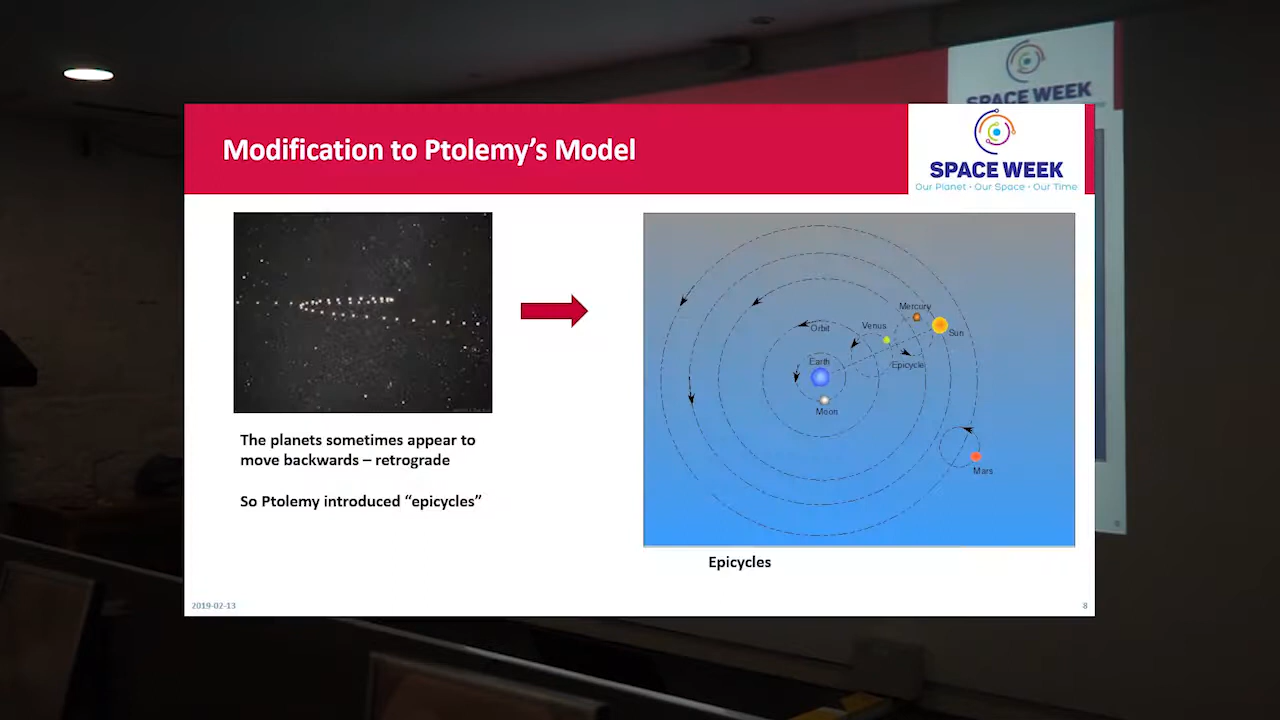 SPACE WEEK
Modification to Ptolemy’s Model
SPACE WEEK
Our Planet · Our Space · Our Time
Mercury
Orbit
Venus
Sun
Earth
Epicycle
Moon
Mars
The planets sometimes appear to
move backwards – retrograde
So Ptolemy introduced “epicycles”
Epicycles
2019-02-13
8